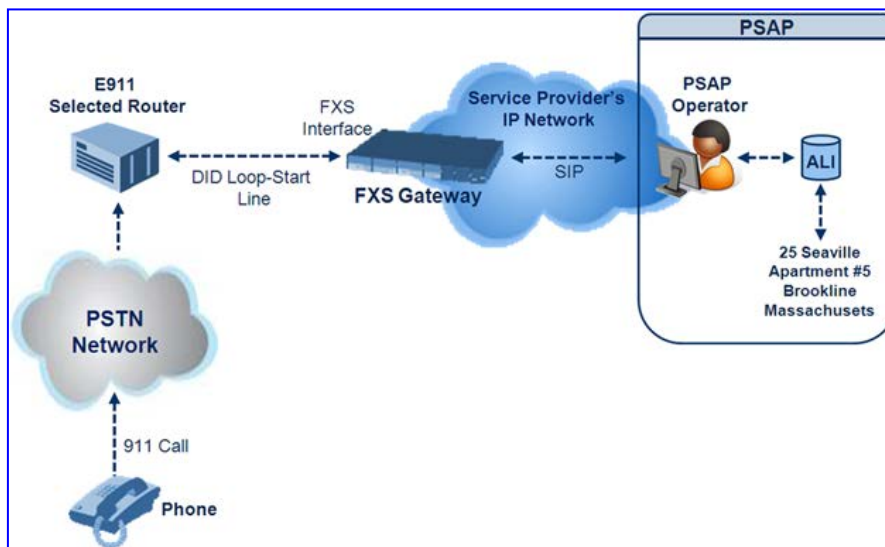 PSAP
E911
Selected Router
FXS
Interface
DID Loop-Start
Line
FXS Gateway
Service Provider's
IP Network
SIP
PSAP
Operator
ALI
25 Seaville
Apartment #5
Brookline
Massachusets
PSTN
Network
911 Call
Phone